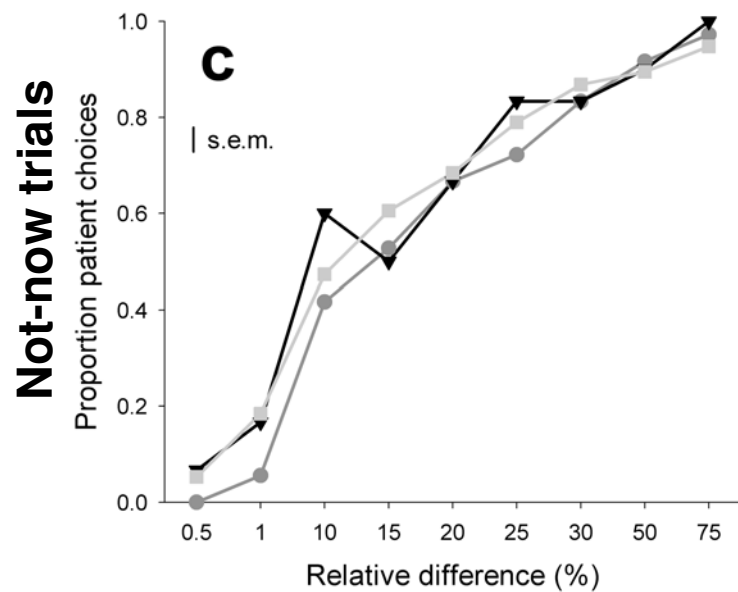 C
| s.e.m.
Not-now trials
Proportion patient choices
1.0
0.8
0.6
0.4
0.2
0.0
0.5 1 10 15 20 25 30 50 75
Relative difference (%)